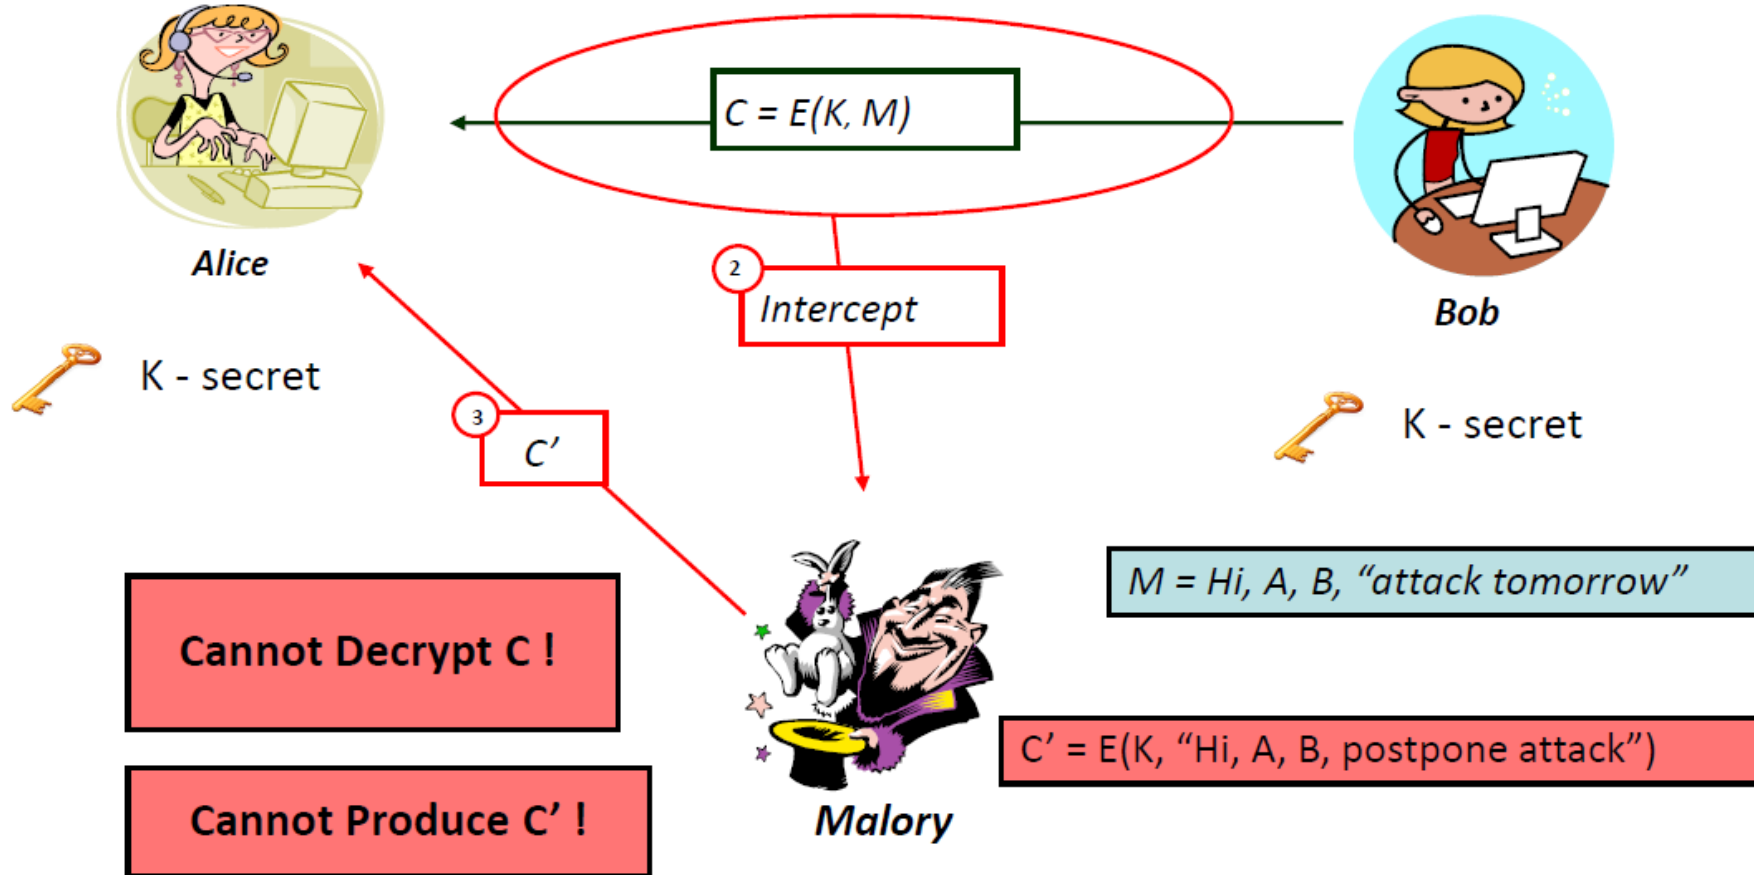 C = E(K, M)
Alice
2
Intercept
Bob
K - secret
3
C’
K - secret
M = Hi, A, B, “attack tomorrow”
Cannot Decrypt C !
C’ = E(K, “Hi, A, B, postpone attack”)
Cannot Produce C’ !
Malory